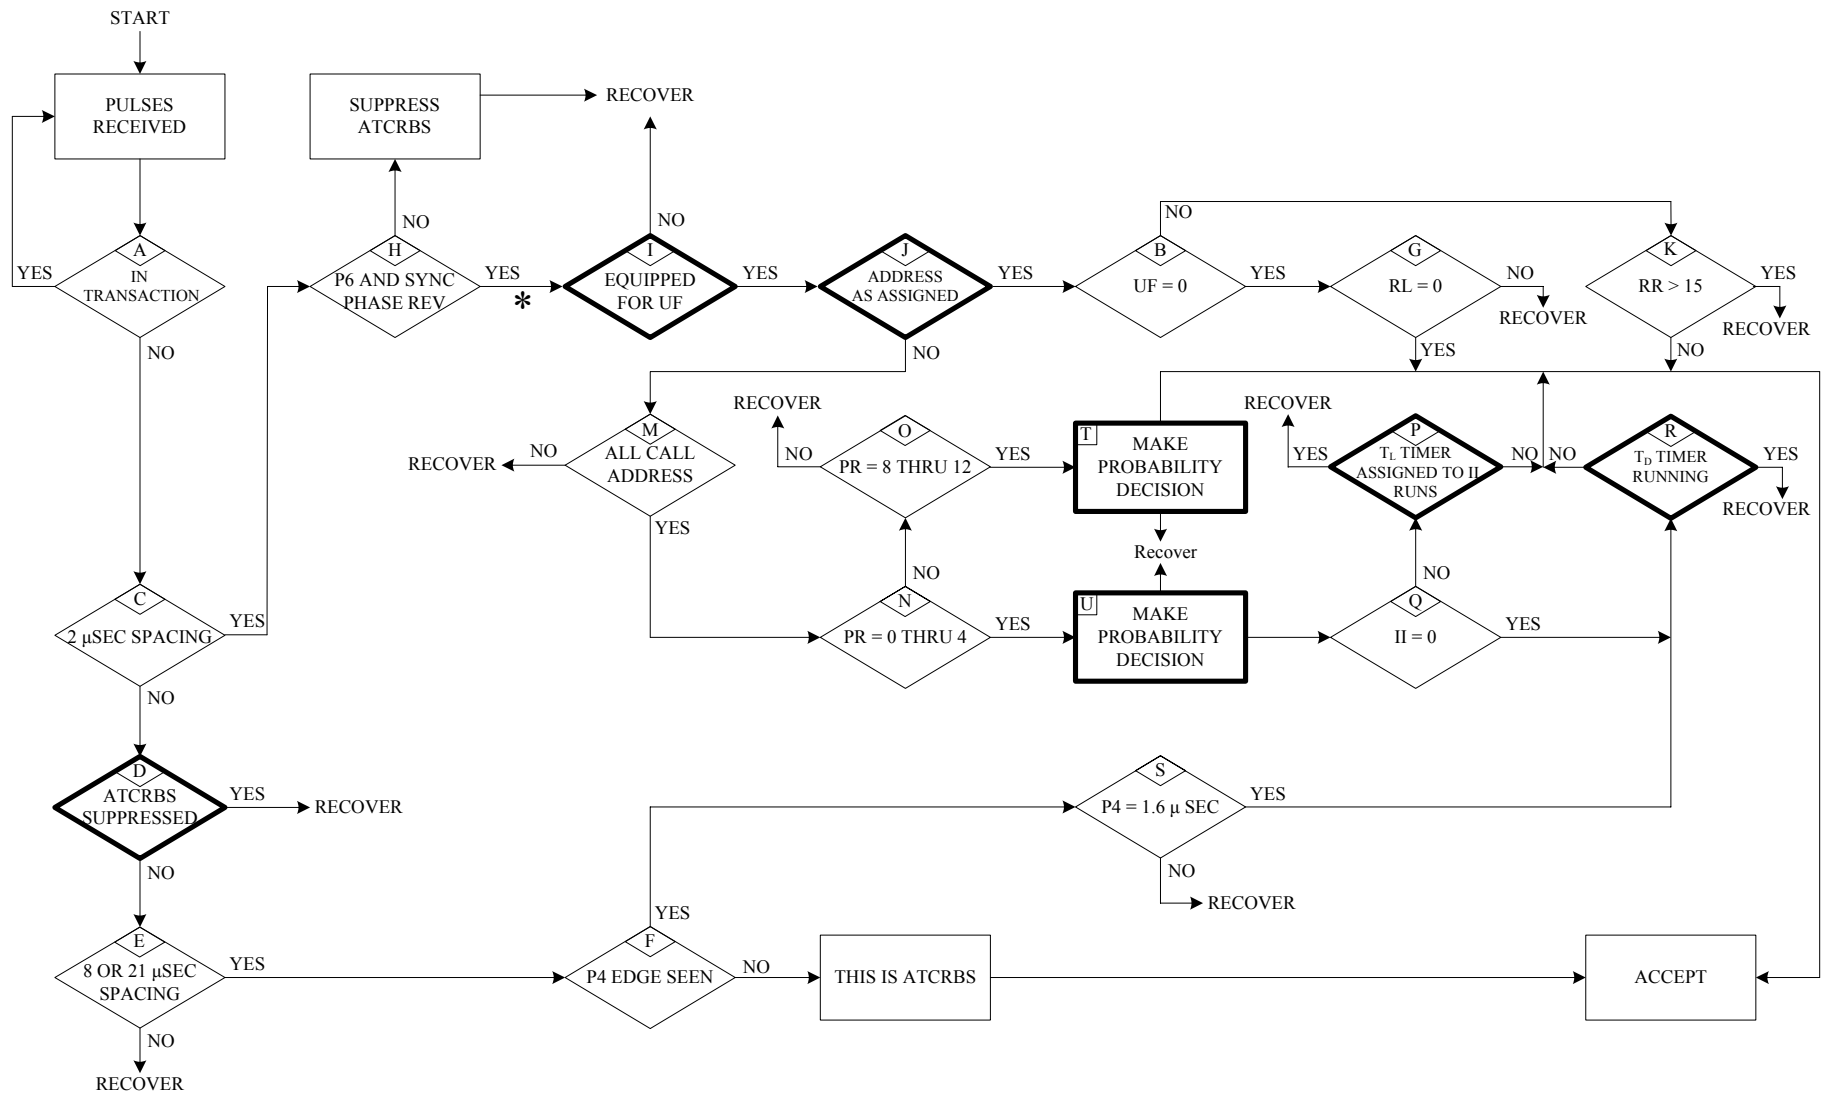 START
PULSES
RECEIVED
SUPPRESS
ATCRBS
RECOVER
NO
NO
NO
A
IN
TRANSACTION
YES
H
P6 AND SYNC
PHASE REV
YES
*
I
EQUIPPED
FOR UF
YES
J
ADDRESS
AS ASSIGNED
YES
B
UF = 0
YES
G
RL = 0
NO
RECOVER
K
RR > 15
YES
RECOVER
NO
NO
YES
NO
RECOVER
NO
M
ALL CALL
ADDRESS
YES
RECOVER
NO
O
PR = 8 THRU 12
YES
T
MAKE
PROBABILITY
DECISION
RECOVER
YES
P
TL TIMER
ASSIGNED TO II
RUNS
NO
NO
R
TD TIMER
RUNNING
YES
RECOVER
Recover
NO
NO
C
2 μSEC SPACING
YES
N
PR = 0 THRU 4
YES
U
MAKE
PROBABILITY
DECISION
Q
II = 0
YES
NO
D
ATCRBS
SUPPRESSED
YES
RECOVER
S
P4 = 1.6 μ SEC
YES
NO
NO
RECOVER
YES
E
8 OR 21 μSEC
SPACING
YES
F
P4 EDGE SEEN
NO
THIS IS ATCRBS
ACCEPT
NO
RECOVER